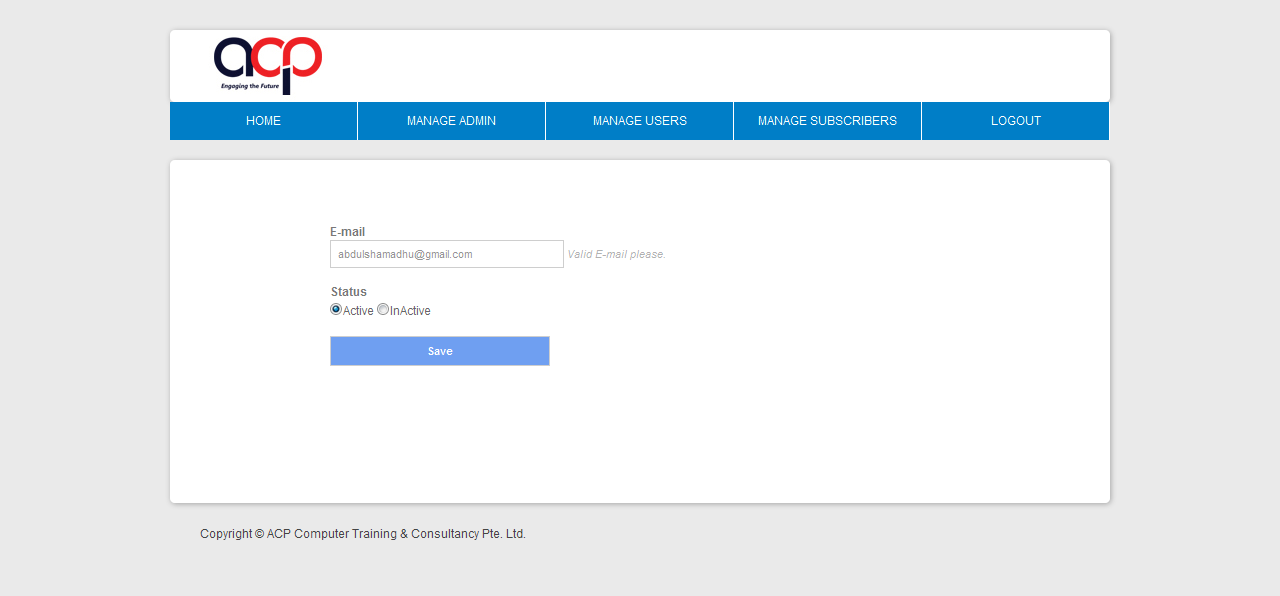 acp
Engaging the Future
HOME MANAGE ADMIN MANAGE USERS MANAGE SUBSCRIBERS LOGOUT
E-mail
abdulshamadhu@gmail.com Valid E-mail please.
Status
Active InActive
Save
Copyright © ACP Computer Training & Consultancy Pte. Ltd.